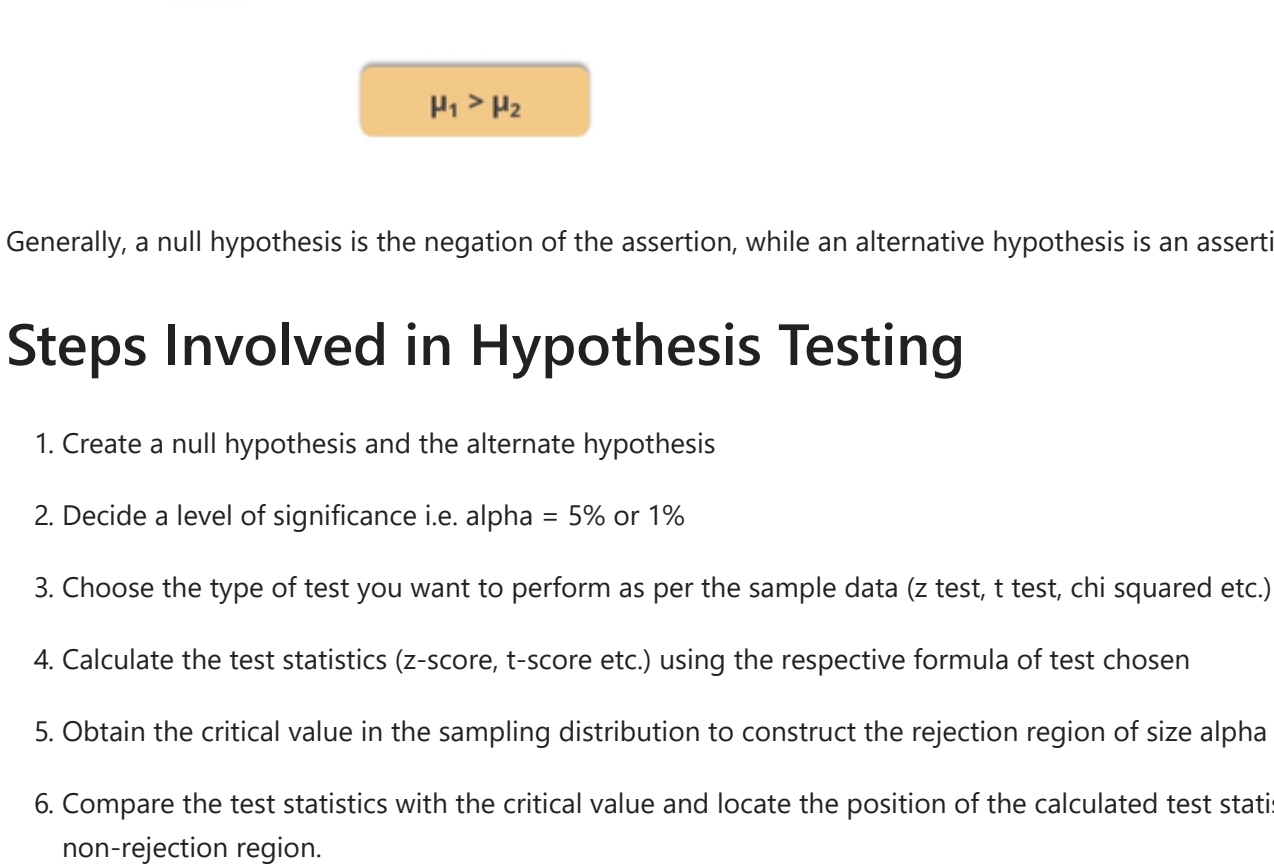 μ₁ > μ₂
Generally, a null hypothesis is the negation of the assertion, while an alternative hypothesis is an
Steps Involved in Hypothesis Testing
1. Create a null hypothesis and the alternate hypothesis
2. Decide a level of significance i.e. alpha = 5% or 1%
3. Choose the type of test you want to perform as per the sample data (z test, t test, chi squared etc.)
4. Calculate the test statistics (z-score, t-score etc.) using the respective formula of test chosen
5. Obtain the critical value in the sampling distribution to construct the rejection region of size alpha
6. Compare the test statistics with the critical value and locate the position of the calculated test
non-rejection region.